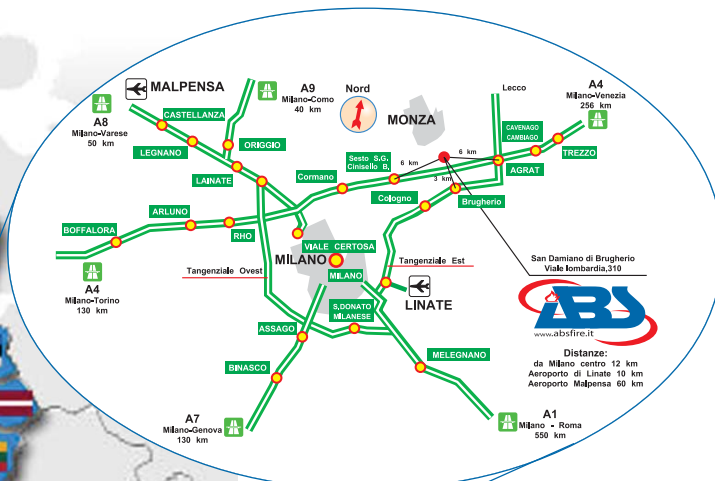 MALPENSA
A9
Milano-Como
40 km
Nord
Lecco
A4
Milano-Venezia
256 km
A8
Milano-Varese
50 km
CASTELLANZA
MONZA
CAVENAGO
CAMBIAGO
LEGNANO
ORIGGIO
Sesto S.G.
Cinisello B.
6 km
6 km
TREZZO
LAINATE
Cormano
3 km
AGRAT
Cologno
Brugherio
ARLUNO
BOFFALORA
RHO
VIALE CERTOSA
MILANO
MILANO
Tangenziale Ovest
Tangenziale Est
San Damiano di Brugherio
Viale lombardia,310
A4
Milano-Torino
130 km
LINATE
S.DONATO
MILANESE
ABS
www.absfire.it
ASSAGO
MELEGNANO
Distanze:
da Milano centro 12 km
Aeroporto di Linate 10 km
Aeroporto Malpensa 60 km
BINASCO
A7
Milano-Genova
130 km
A1
Milano - Roma
550 km